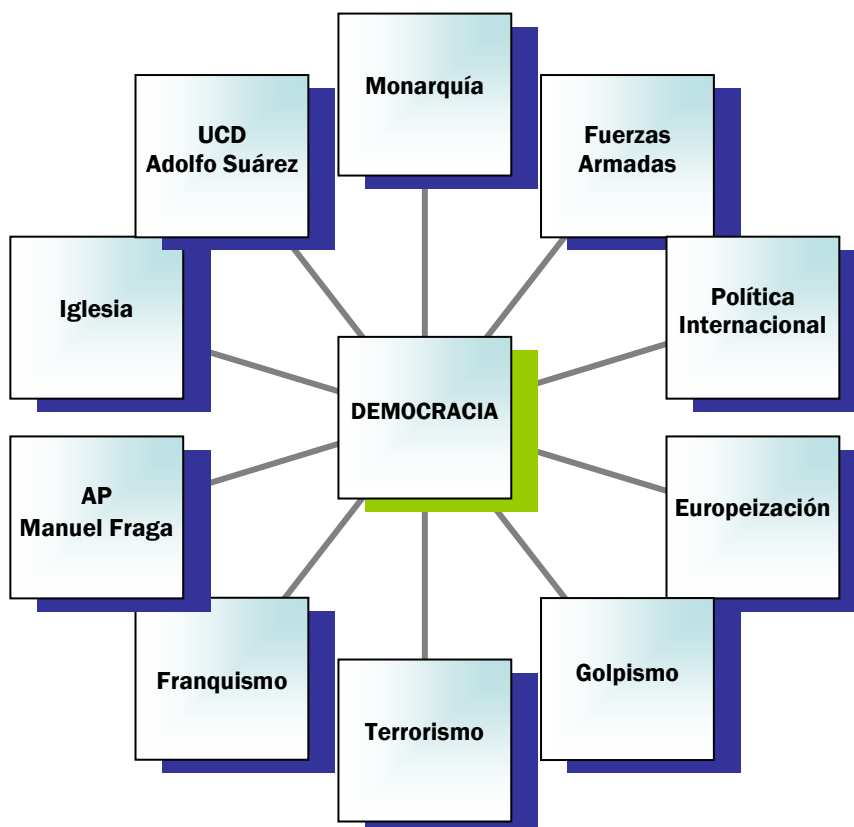 Monarquía
UCD
Adolfo Suárez
Fuerzas
Armadas
Iglesia
Política
Internacional
DEMOCRACIA
AP
Manuel Fraga
Europeización
Franquismo
Golpismo
Terrorismo